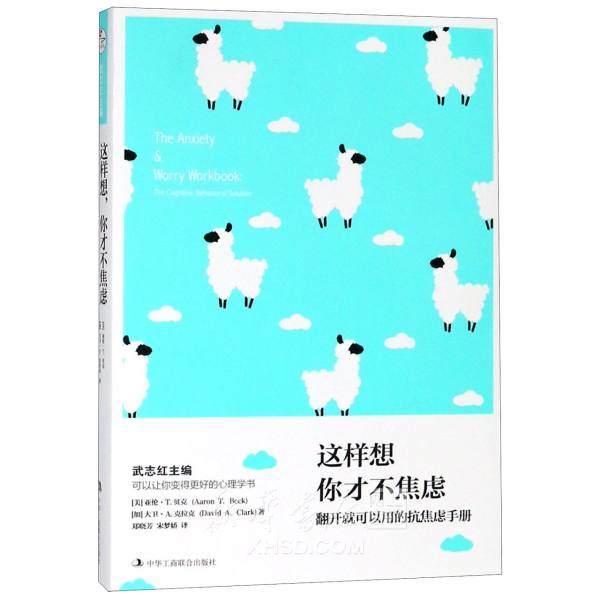 The Anxiety
&
Worry Workbook:
The Cognitive Behavioral Solution
这样想，你才不焦虑
这样想
你才不焦虑
翻开就可以用的抗焦虑手册
武志红主编
可以让你变得更好的心理学书
[美]亚伦·T.贝克 (Aaron T. Beck)
[加]大卫·A.克拉克 (David A. Clark) 著
郑晓芳 宋梦娇 译
中华工商联合出版社
新华书店
XHSD.COM